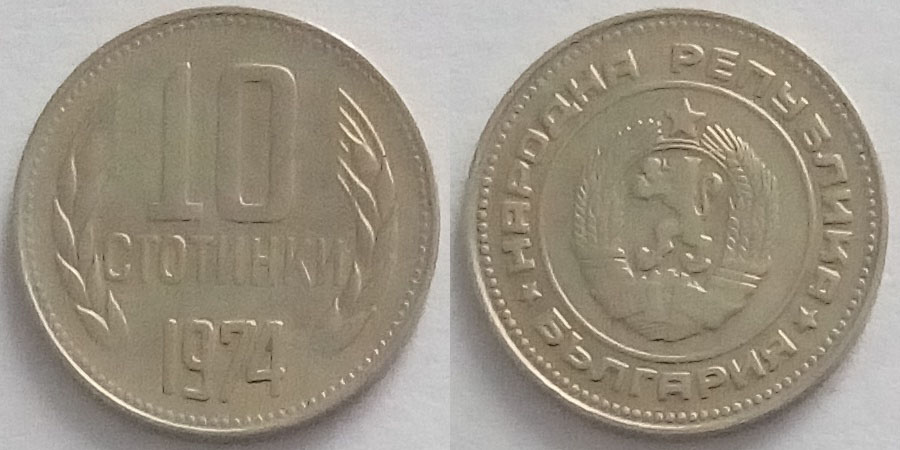 10
СТОТИНКИ
1974
НАРОДНА РЕПУБЛИКА
БЪЛГАРИЯ